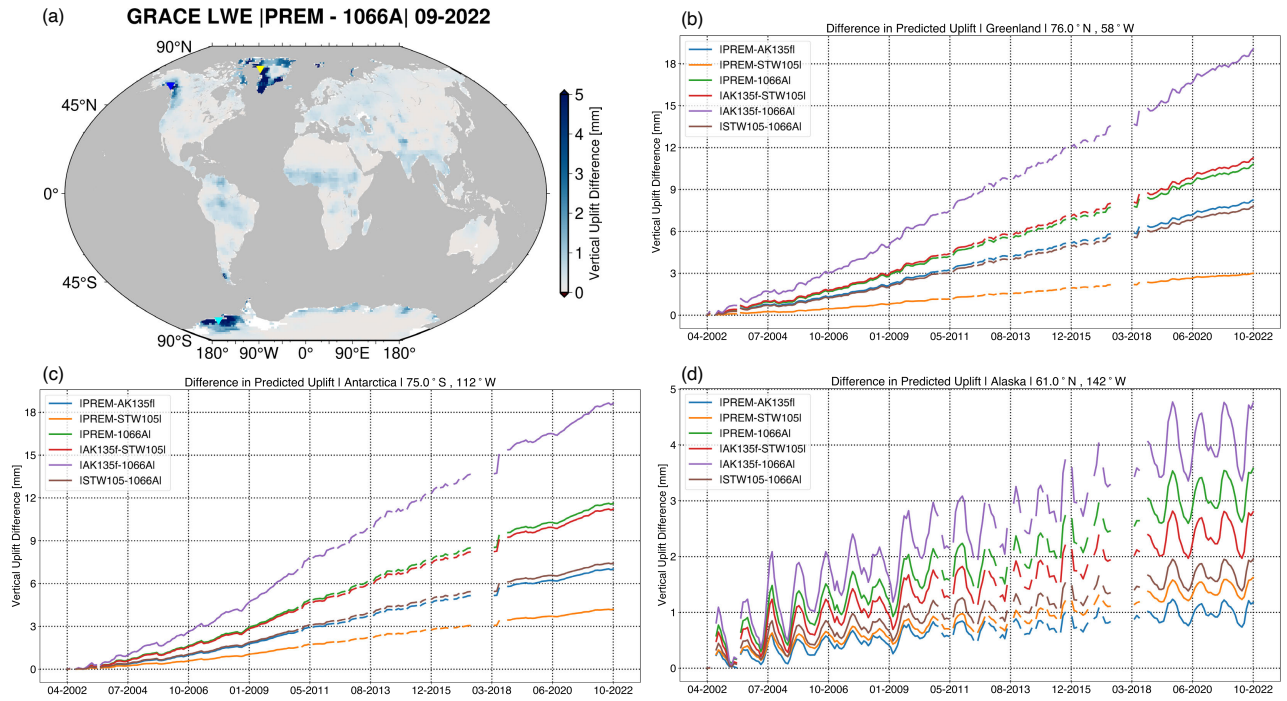 (a)
GRACE LWE |PREM - 1066A| 09-2022
90°N
45°N
0°
45°S
90°S
180° 90°W 0° 90°E 180°
5
4
3
2
1
0
Vertical Uplift Difference [mm]
(b)
Difference in Predicted Uplift | Greenland | 76.0°N , 58°W
|PREM-AK135f|
|PREM-STW105|
|PREM-1066A|
|AK135f-STW105|
|AK135f-1066A|
|STW105-1066A|
Vertical Uplift Difference [mm]
18
15
12
9
6
3
0
04-2002 07-2004 10-2006 01-2009 05-2011 08-2013 12-2015 03-2018 06-2020 10-2022
(c)
Difference in Predicted Uplift | Antarctica | 75.0°S , 112°W
|PREM-AK135f|
|PREM-STW105|
|PREM-1066A|
|AK135f-STW105|
|AK135f-1066A|
|STW105-1066A|
Vertical Uplift Difference [mm]
18
15
12
9
6
3
0
04-2002 07-2004 10-2006 01-2009 05-2011 08-2013 12-2015 03-2018 06-2020 10-2022
(d)
Difference in Predicted Uplift | Alaska | 61.0°N , 142°W
|PREM-AK135f|
|PREM-STW105|
|PREM-1066A|
|AK135f-STW105|
|AK135f-1066A|
|STW105-1066A|
Vertical Uplift Difference [mm]
5
4
3
2
1
0
04-2002 07-2004 10-2006 01-2009 05-2011 08-2013 12-2015 03-2018 06-2020 10-2022